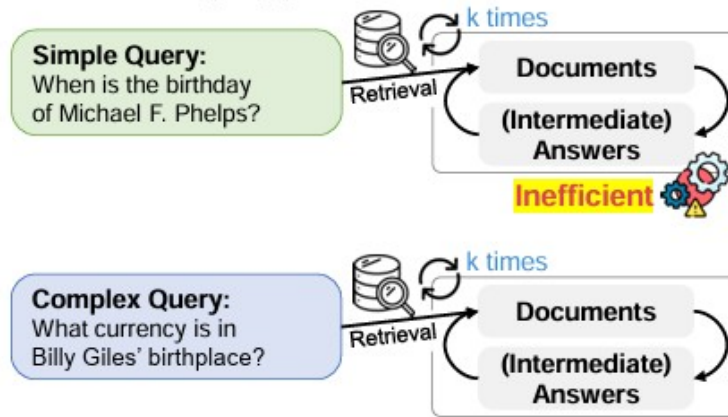 k times
Simple Query:
When is the birthday
of Michael F. Phelps?
Retrieval
Documents
(Intermediate)
Answers
Inefficient
k times
Complex Query:
What currency is in
Billy Giles’ birthplace?
Retrieval
Documents
(Intermediate)
Answers